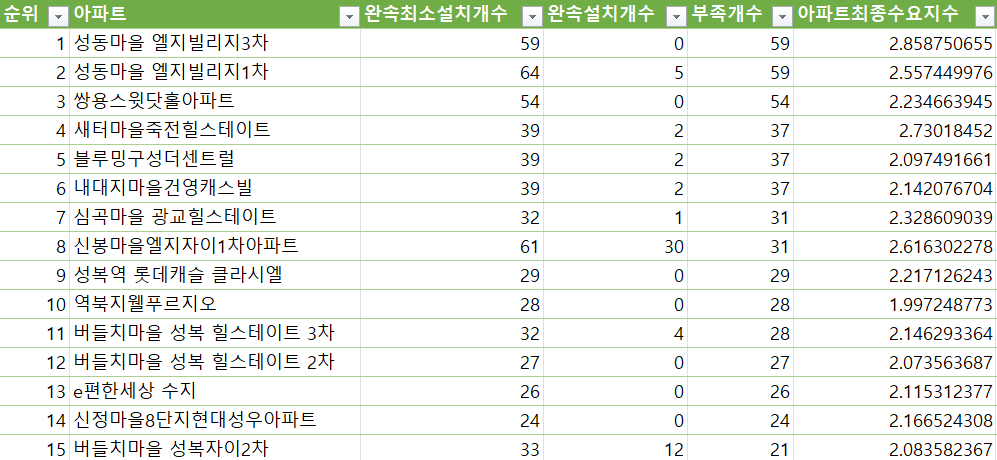 순위 아파트 완속최소설치개수 완속설치개수 부족개수 아파트최종수요지수
1 성동마을 엘지빌리지3차 59 0 59 2.858750655
2 성동마을 엘지빌리지1차 64 5 59 2.557449976
3 쌍용스윗닷홀아파트 54 0 54 2.234663945
4 새터마을죽전힐스테이트 39 2 37 2.73018452
5 블루밍구성더센트럴 39 2 37 2.097491661
6 내대지마을건영캐스빌 39 2 37 2.142076704
7 심곡마을 광교힐스테이트 32 1 31 2.328609039
8 신봉마을엘지자이1차아파트 61 30 31 2.616302278
9 성복역 롯데캐슬 클라시엘 29 0 29 2.217126243
10 역북지웰푸르지오 28 0 28 1.997248773
11 버들치마을 성복 힐스테이트 3차 32 4 28 2.146293364
12 버들치마을 성복 힐스테이트 2차 27 0 27 2.073563687
13 e편한세상 수지 26 0 26 2.115312377
14 신정마을8단지현대성우아파트 24 0 24 2.166524308
15 버들치마을 성복자이2차 33 12 21 2.083582367